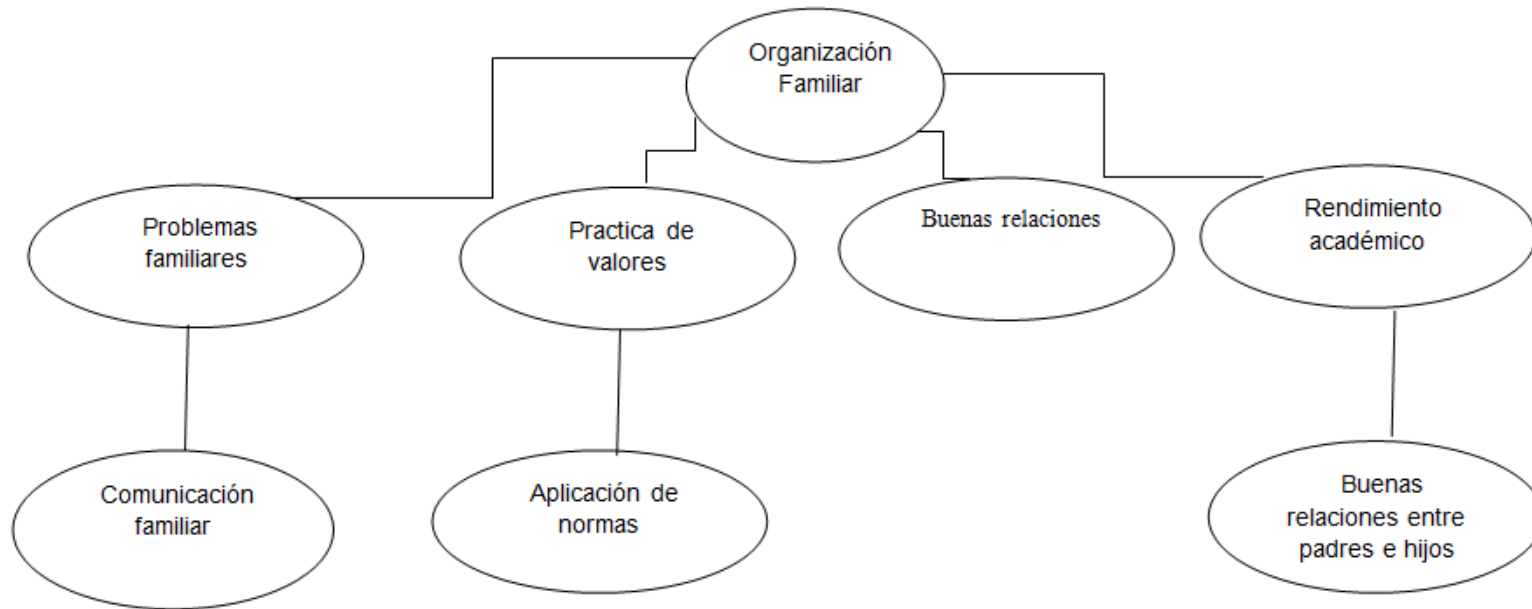 Organización
Familiar
Problemas
familiares
Practica de
valores
Buenas relaciones
Rendimiento
académico
Comunicación
familiar
Aplicación de
normas
Buenas
relaciones entre
padres e hijos